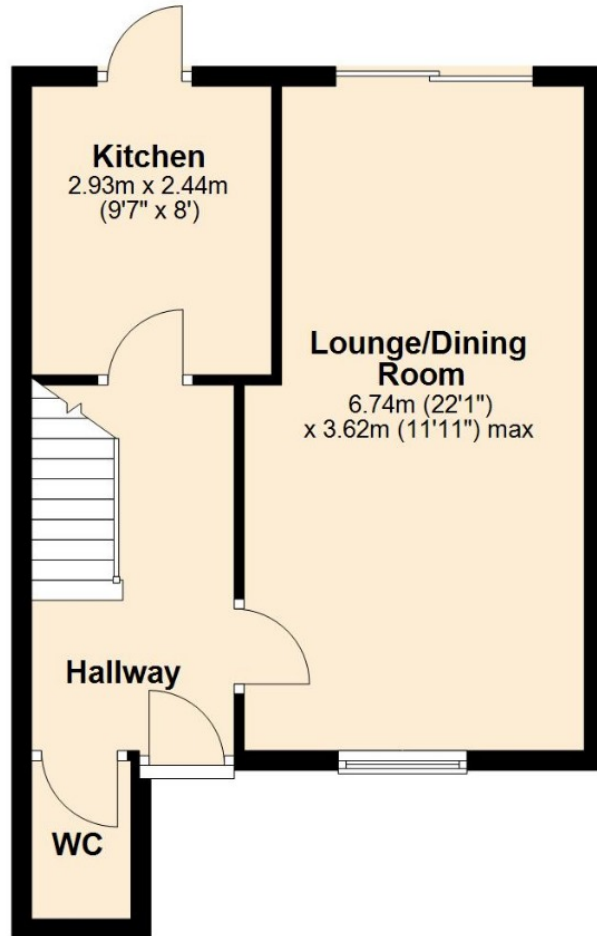 Kitchen
2.93m x 2.44m
(9'7" x 8')
Lounge/Dining
Room
6.74m (22'1")
x 3.62m (11'11") max
Hallway
WC